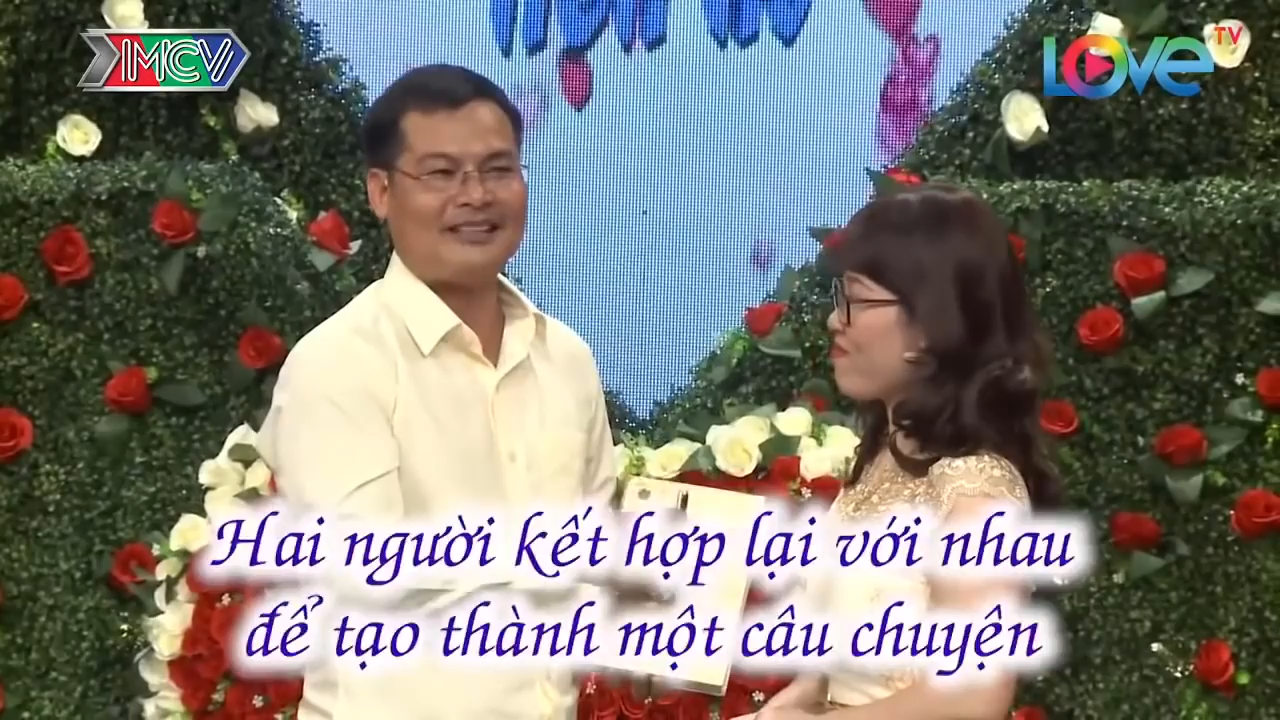 MCV
LOVE TV
Hai người kết hợp lại với nhau
để tạo thành một câu chuyện